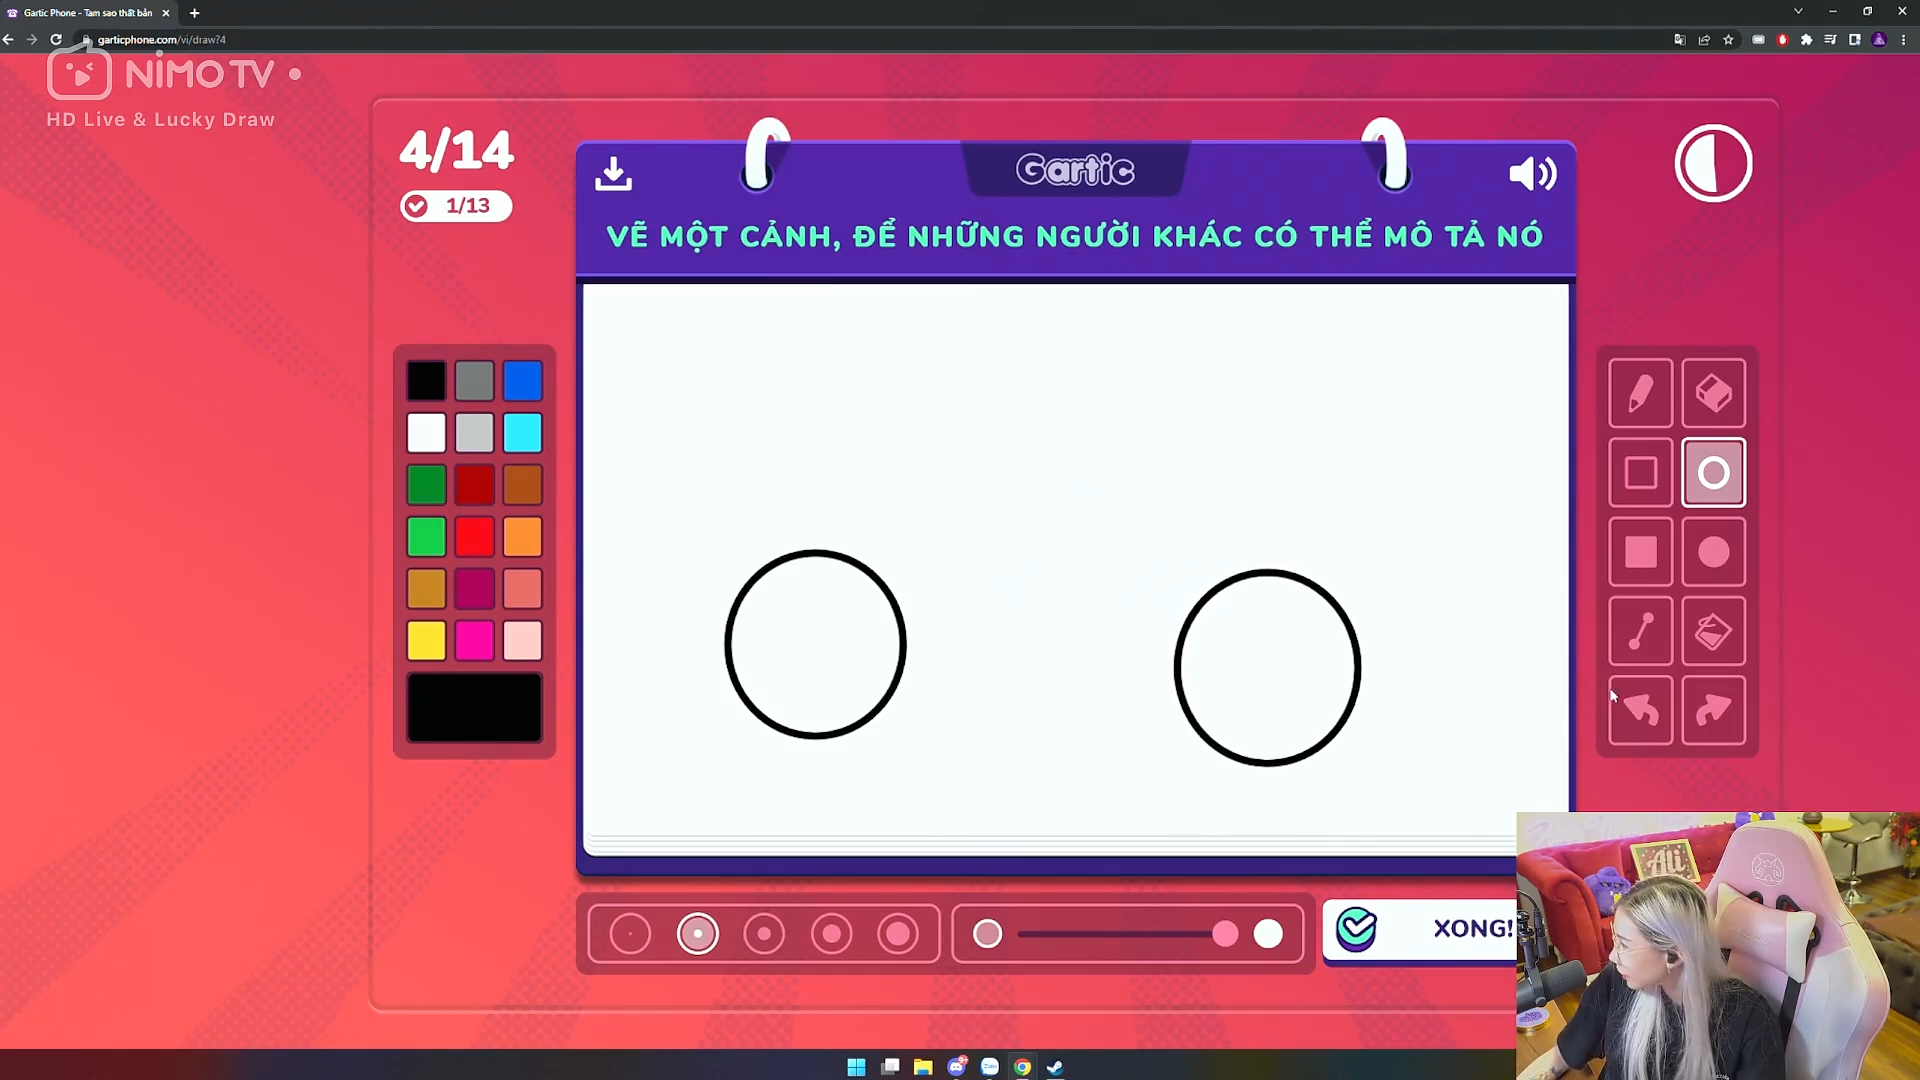 Gartic Phone - Tam sao thất bản
garticphone.com/vi/draw?4
NIMO TV
HD Live & Lucky Draw
4/14
1/13
Gartic
VẼ MỘT CẢNH, ĐỂ NHỮNG NGƯỜI KHÁC CÓ THỂ MÔ TẢ NÓ
XONG!
Ali